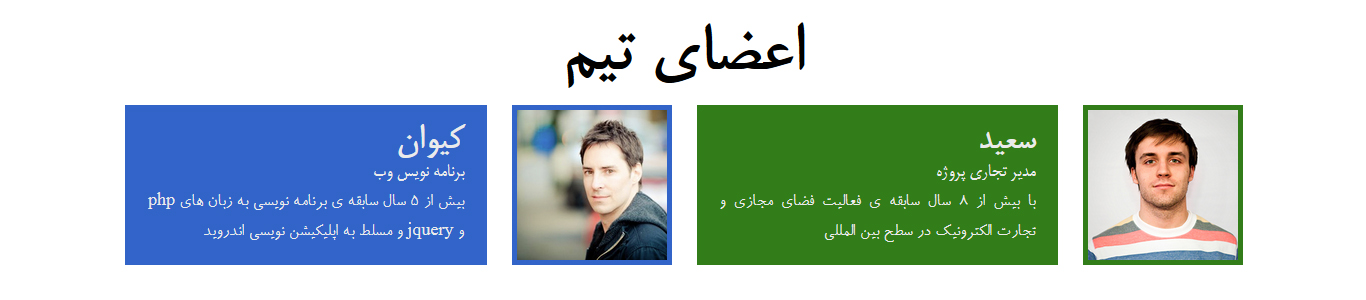 اعضای تیم
سعید
مدیر تجاری پروژه
با بیش از ۸ سال سابقه ی فعالیت فضای مجازی و
تجارت الکترونیک در سطح بین المللی
کیوان
برنامه نویس وب
بیش از ۵ سال سابقه ی برنامه نویسی به زبان های php
و jquery و مسلط به اپلیکیشن نویسی اندروید